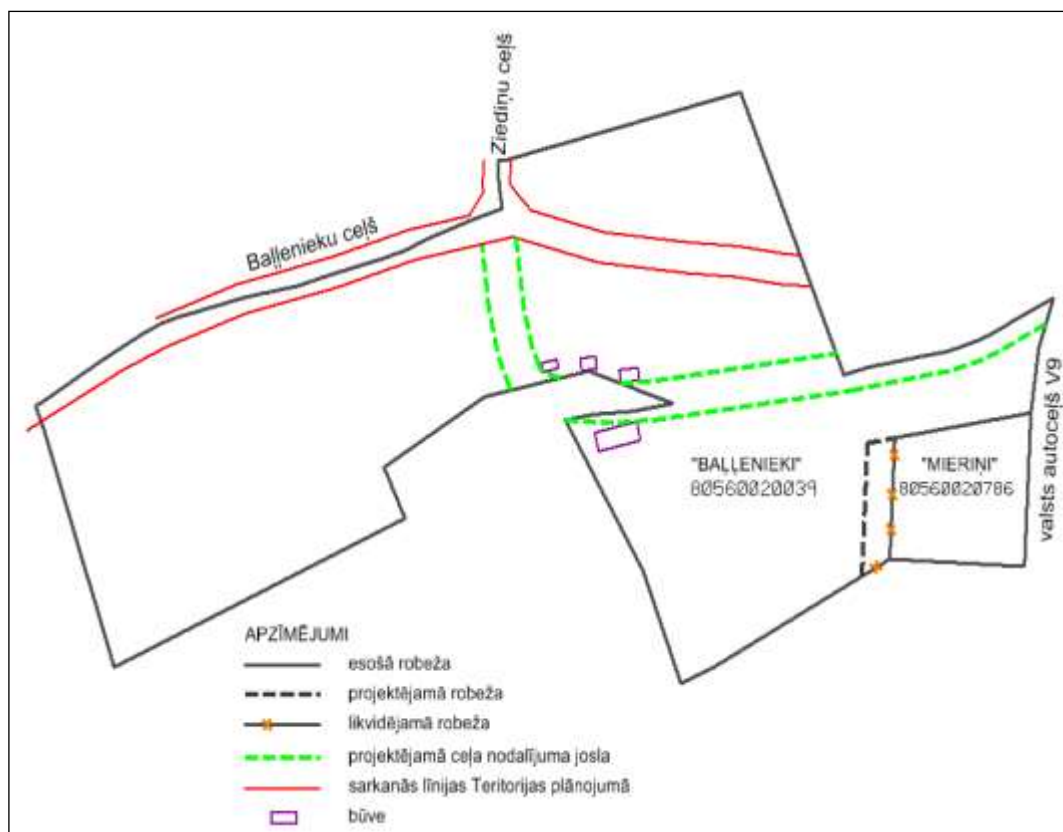 Ziediņu ceļš
Baļļenieku ceļš
valsts autoceļš V9
"BAĻĻENIEKI"
80560020039
"MIERIŅI"
80560020786
APZĪMĒJUMI
esošā robeža
projektējamā robeža
likvidējamā robeža
projektējamā ceļa nodalījuma josla
sarkanās līnijas Teritorijas plānojumā
būve